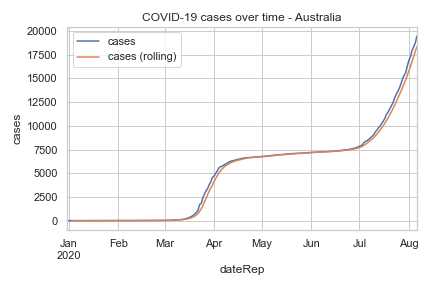 COVID-19 cases over time - Australia
cases
cases (rolling)
20000
17500
15000
12500
10000
7500
5000
2500
0
cases
Jan Feb Mar Apr May Jun Jul Aug
2020
dateRep